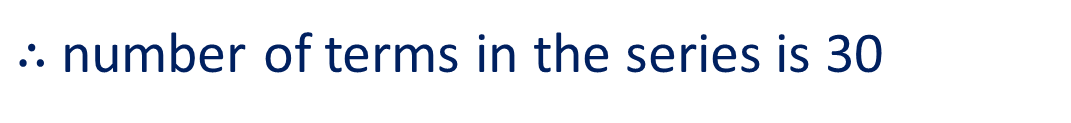 ∴ number of terms in the series is 30